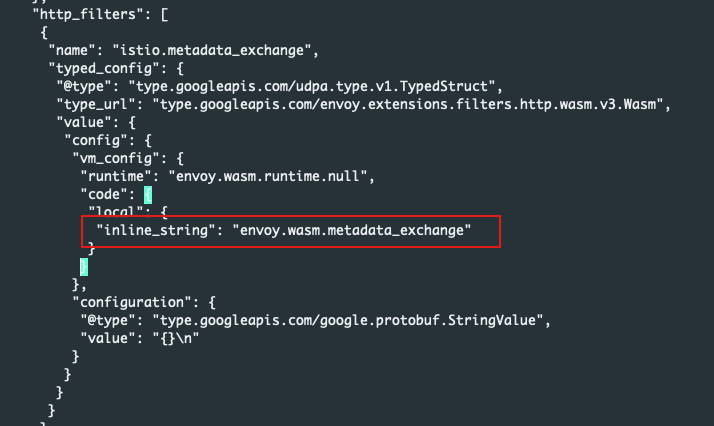 },
"http_filters": [
{
"name": "istio.metadata_exchange",
"typed_config": {
"@type": "type.googleapis.com/udpa.type.v1.TypedStruct",
"type_url": "type.googleapis.com/envoy.extensions.filters.http.wasm.v3.Wasm",
"value": {
"config": {
"vm_config": {
"runtime": "envoy.wasm.runtime.null",
"code": {
"local": {
"inline_string": "envoy.wasm.metadata_exchange"
}
}
},
"configuration": {
"@type": "type.googleapis.com/google.protobuf.StringValue",
"value": "{}\n"
}
}
}
}
},